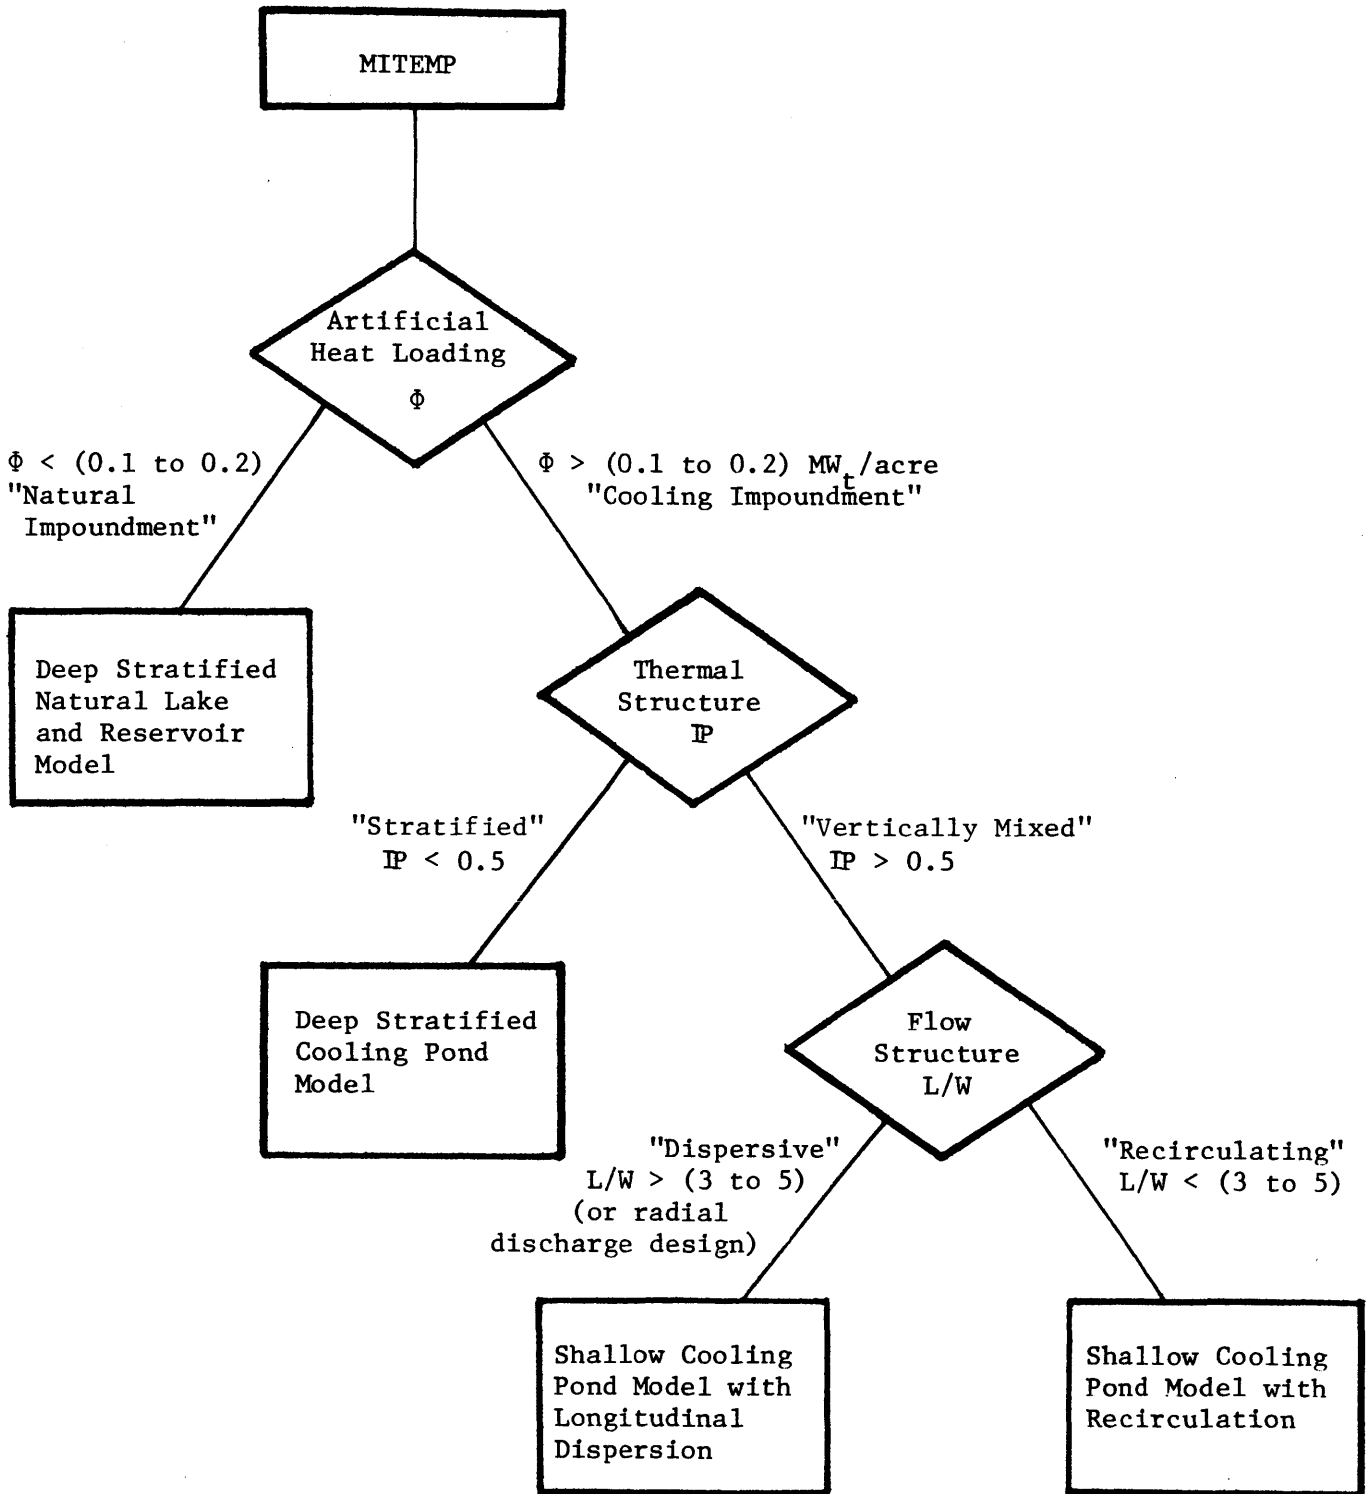 MITEMP
Artificial
Heat Loading
Φ
Φ < (0.1 to 0.2)
"Natural
Impoundment"
Φ > (0.1 to 0.2) MWt/acre
"Cooling Impoundment"
Deep Stratified
Natural Lake
and Reservoir
Model
Thermal
Structure
IP
"Stratified"
IP < 0.5
"Vertically Mixed"
IP > 0.5
Deep Stratified
Cooling Pond
Model
Flow
Structure
L/W
"Dispersive"
L/W > (3 to 5)
(or radial
discharge design)
"Recirculating"
L/W < (3 to 5)
Shallow Cooling
Pond Model with
Longitudinal
Dispersion
Shallow Cooling
Pond Model with
Recirculation